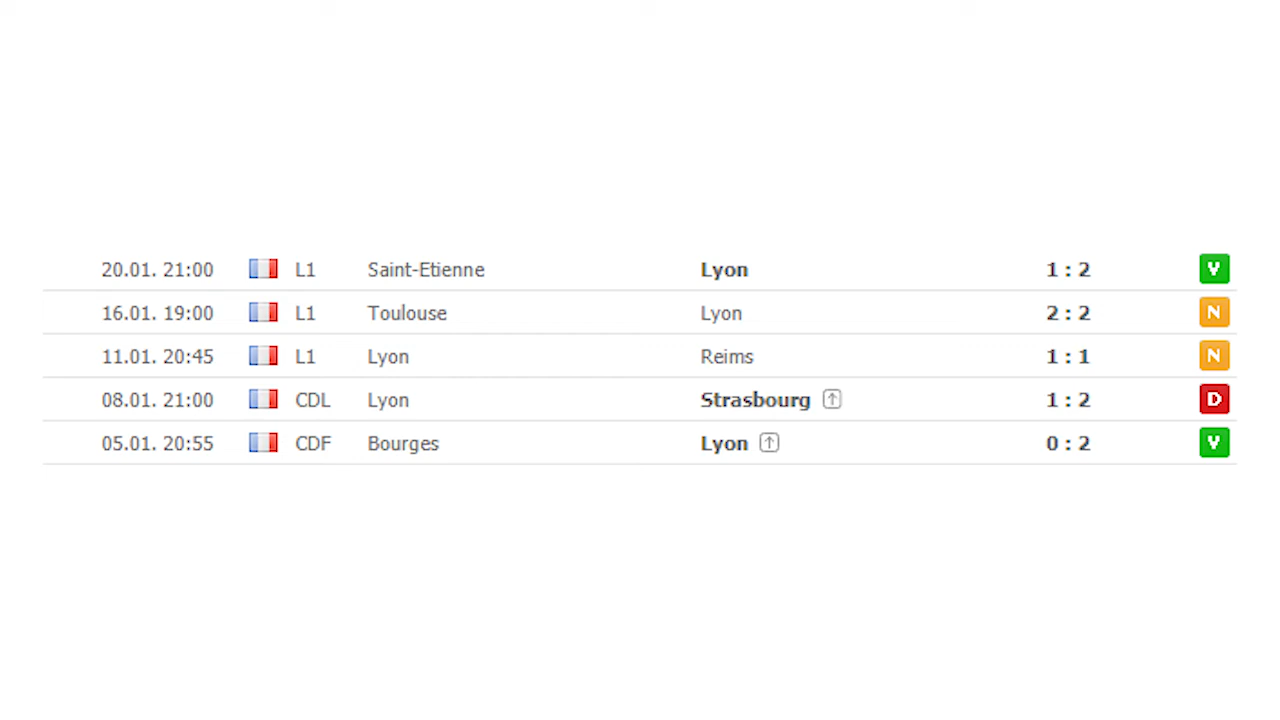 20.01. 21:00 L1 Saint-Etienne Lyon 1 : 2 V
16.01. 19:00 L1 Toulouse Lyon 2 : 2 N
11.01. 20:45 L1 Lyon Reims 1 : 1 N
08.01. 21:00 CDL Lyon Strasbourg 1 : 2 D
05.01. 20:55 CDF Bourges Lyon 0 : 2 V